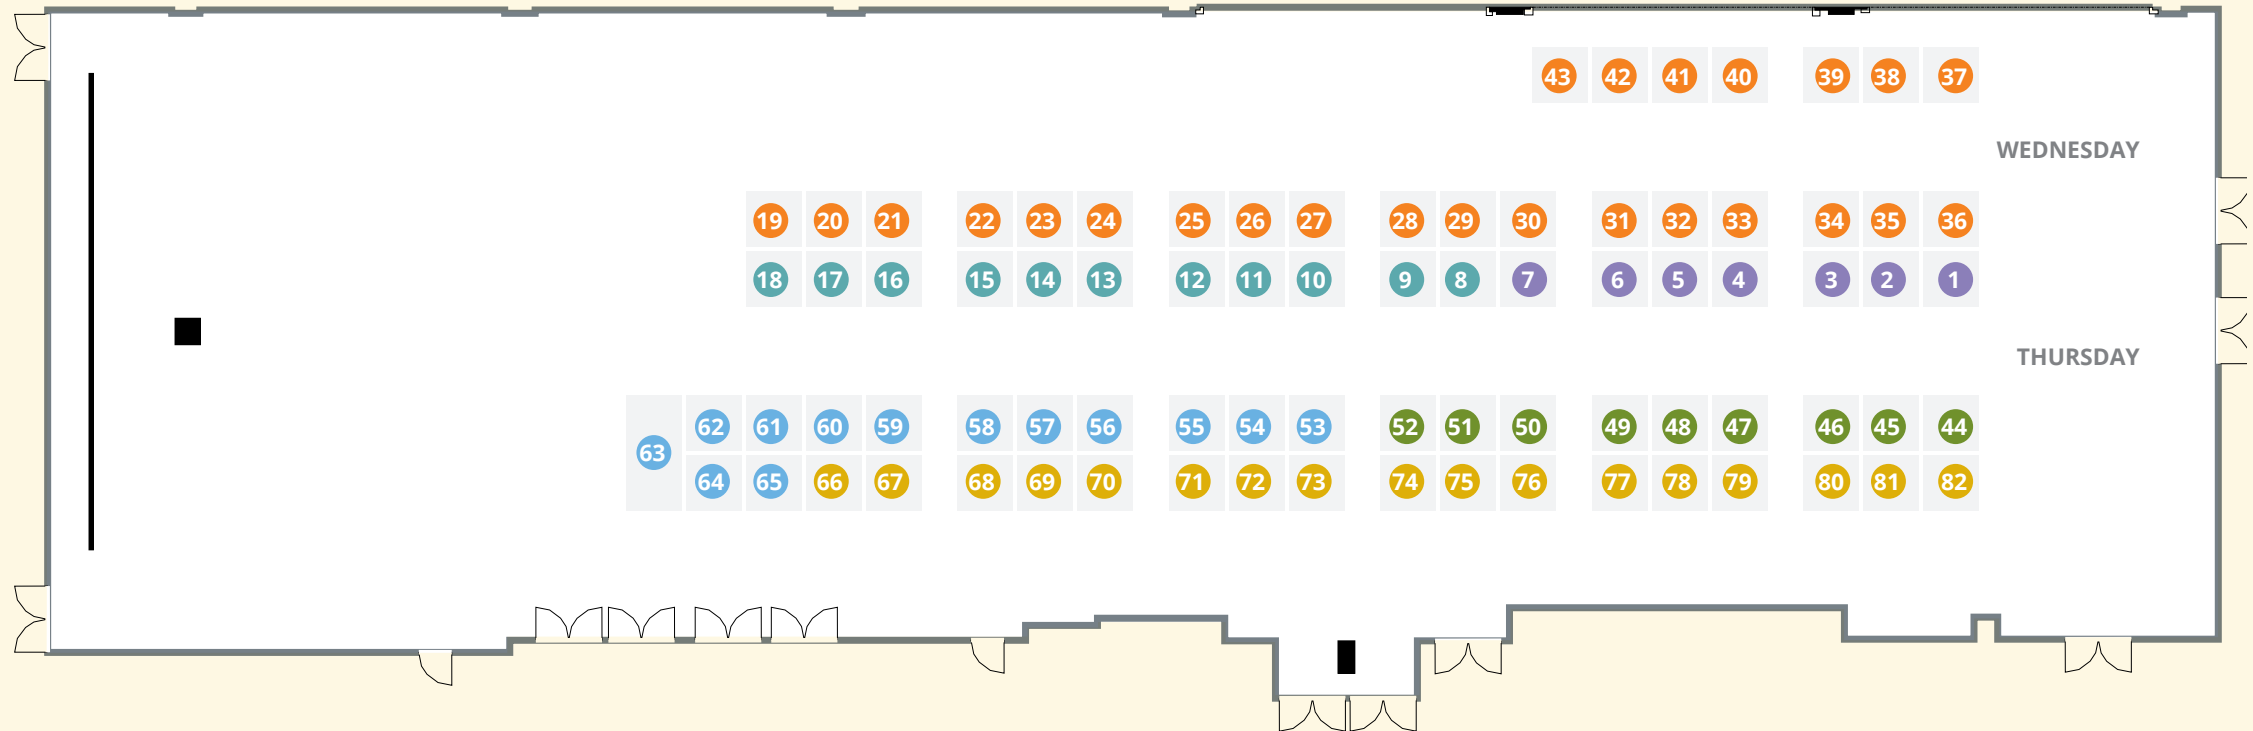 43 42 41 40 39 38 37
WEDNESDAY
19 20 21 22 23 24 25 26 27 28 29 30 31 32 33 34 35 36
18 17 16 15 14 13 12 11 10 9 8 7 6 5 4 3 2 1
THURSDAY
62 61 60 59 58 57 56 55 54 53 52 51 50 49 48 47 46 45 44
63
64 65 66 67 68 69 70 71 72 73 74 75 76 77 78 79 80 81 82